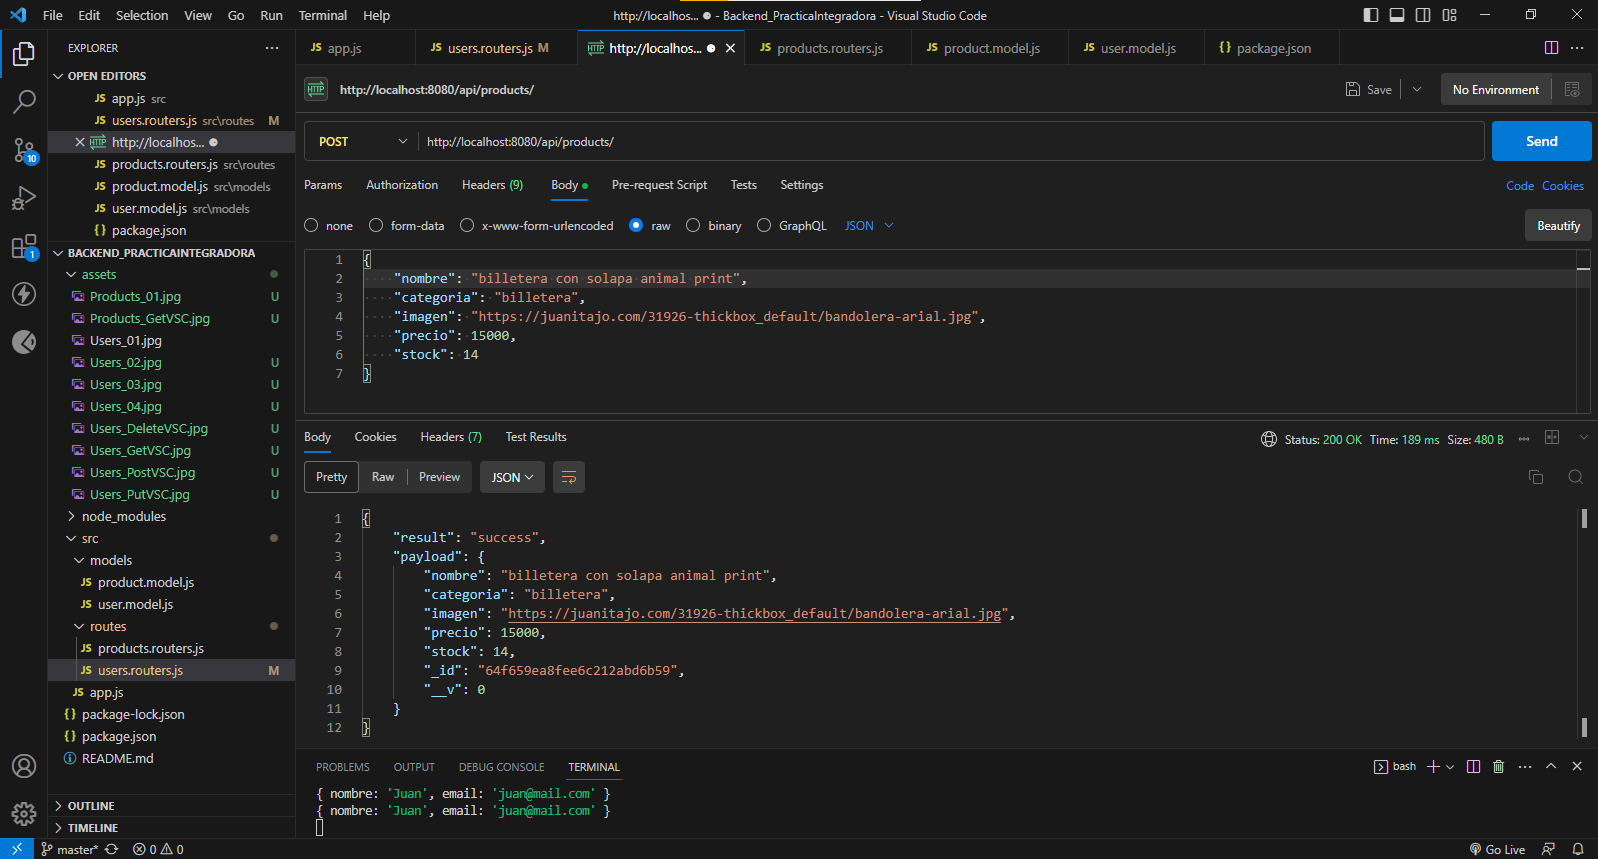 File Edit Selection View Go Run Terminal Help
http://localhos... ● - Backend_PracticaIntegradora - Visual Studio Code
EXPLORER
OPEN EDITORS
JS app.js src
JS users.routers.js src\routes M
HTTP http://localhos...
JS products.routers.js src\routes
JS product.model.js src\models
JS user.model.js src\models
{} package.json
BACKEND_PRACTICAINTEGRADORA
assets
Products_01.jpg U
Products_GetVSC.jpg U
Users_01.jpg
Users_02.jpg U
Users_03.jpg U
Users_04.jpg U
Users_DeleteVSC.jpg U
Users_GetVSC.jpg U
Users_PostVSC.jpg U
Users_PutVSC.jpg U
node_modules
src
models
JS product.model.js
JS user.model.js
routes
JS products.routers.js
JS users.routers.js M
JS app.js
{} package-lock.json
{} package.json
README.md
OUTLINE
TIMELINE
10
1
JS app.js
JS users.routers.js M
HTTP http://localhos... ●
JS products.routers.js
JS product.model.js
JS user.model.js
{} package.json
HTTP http://localhost:8080/api/products/
Save
No Environment
POST http://localhost:8080/api/products/
Send
Params Authorization Headers (9) Body Pre-request Script Tests Settings
Code Cookies
none form-data x-www-form-urlencoded raw binary GraphQL JSON
Beautify
1 {
2 "nombre": "billetera con solapa animal print",
3 "categoria": "billetera",
4 "imagen": "https://juanitajo.com/31926-thickbox_default/bandolera-arial.jpg",
5 "precio": 15000,
6 "stock": 14
7 }
Body Cookies Headers (7) Test Results
Status: 200 OK Time: 189 ms Size: 480 B
Pretty Raw Preview JSON
1 {
2 "result": "success",
3 "payload": {
4 "nombre": "billetera con solapa animal print",
5 "categoria": "billetera",
6 "imagen": "https://juanitajo.com/31926-thickbox_default/bandolera-arial.jpg",
7 "precio": 15000,
8 "stock": 14,
9 "_id": "64f659ea8fee6c212abd6b59",
10 "__v": 0
11 }
12 }
PROBLEMS OUTPUT DEBUG CONSOLE TERMINAL
bash
{ nombre: 'Juan', email: 'juan@mail.com' }
{ nombre: 'Juan', email: 'juan@mail.com' }
master* 0 0
Go Live